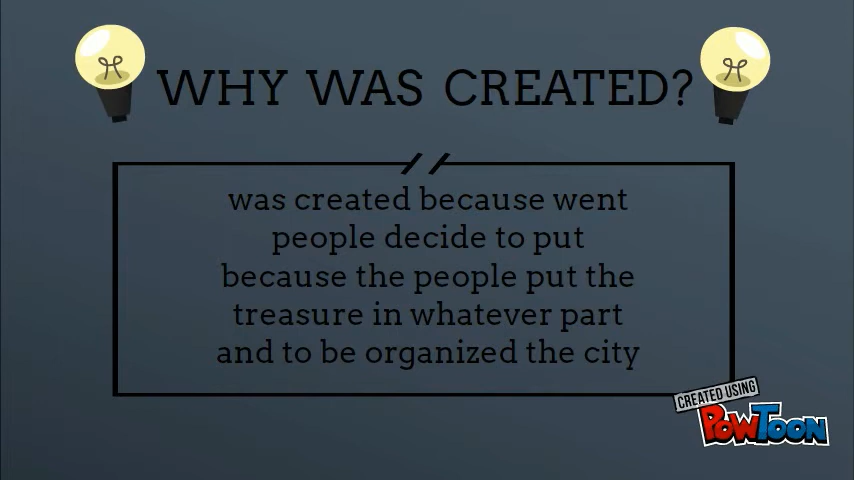 WHY WAS CREATED?
was created because went
people decide to put
because the people put the
treasure in whatever part
and to be organized the city
CREATED USING
POWTOON